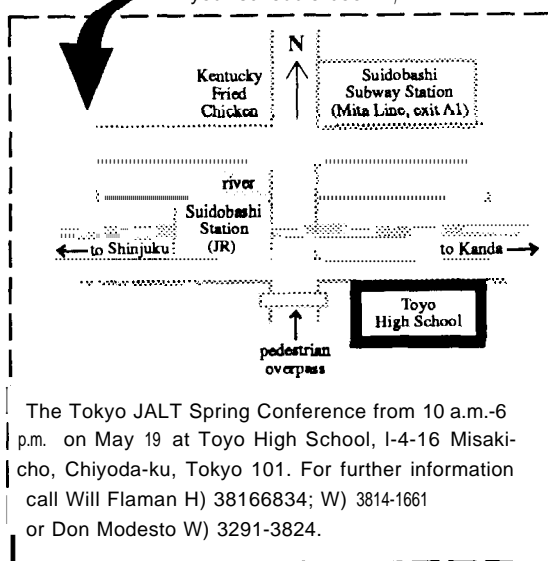 N
Kentucky
Fried
Chicken
Suidobashi
Subway Station
(Mita Line, exit A1)
river
Suidobashi
Station
(JR)
to Shinjuku
to Kanda
Toyo
High School
pedestrian
overpass
The Tokyo JALT Spring Conference from 10 a.m.-6
p.m. on May 19 at Toyo High School, I-4-16 Misaki-
cho, Chiyoda-ku, Tokyo 101. For further information
call Will Flaman H) 38166834; W) 3814-1661
or Don Modesto W) 3291-3824.